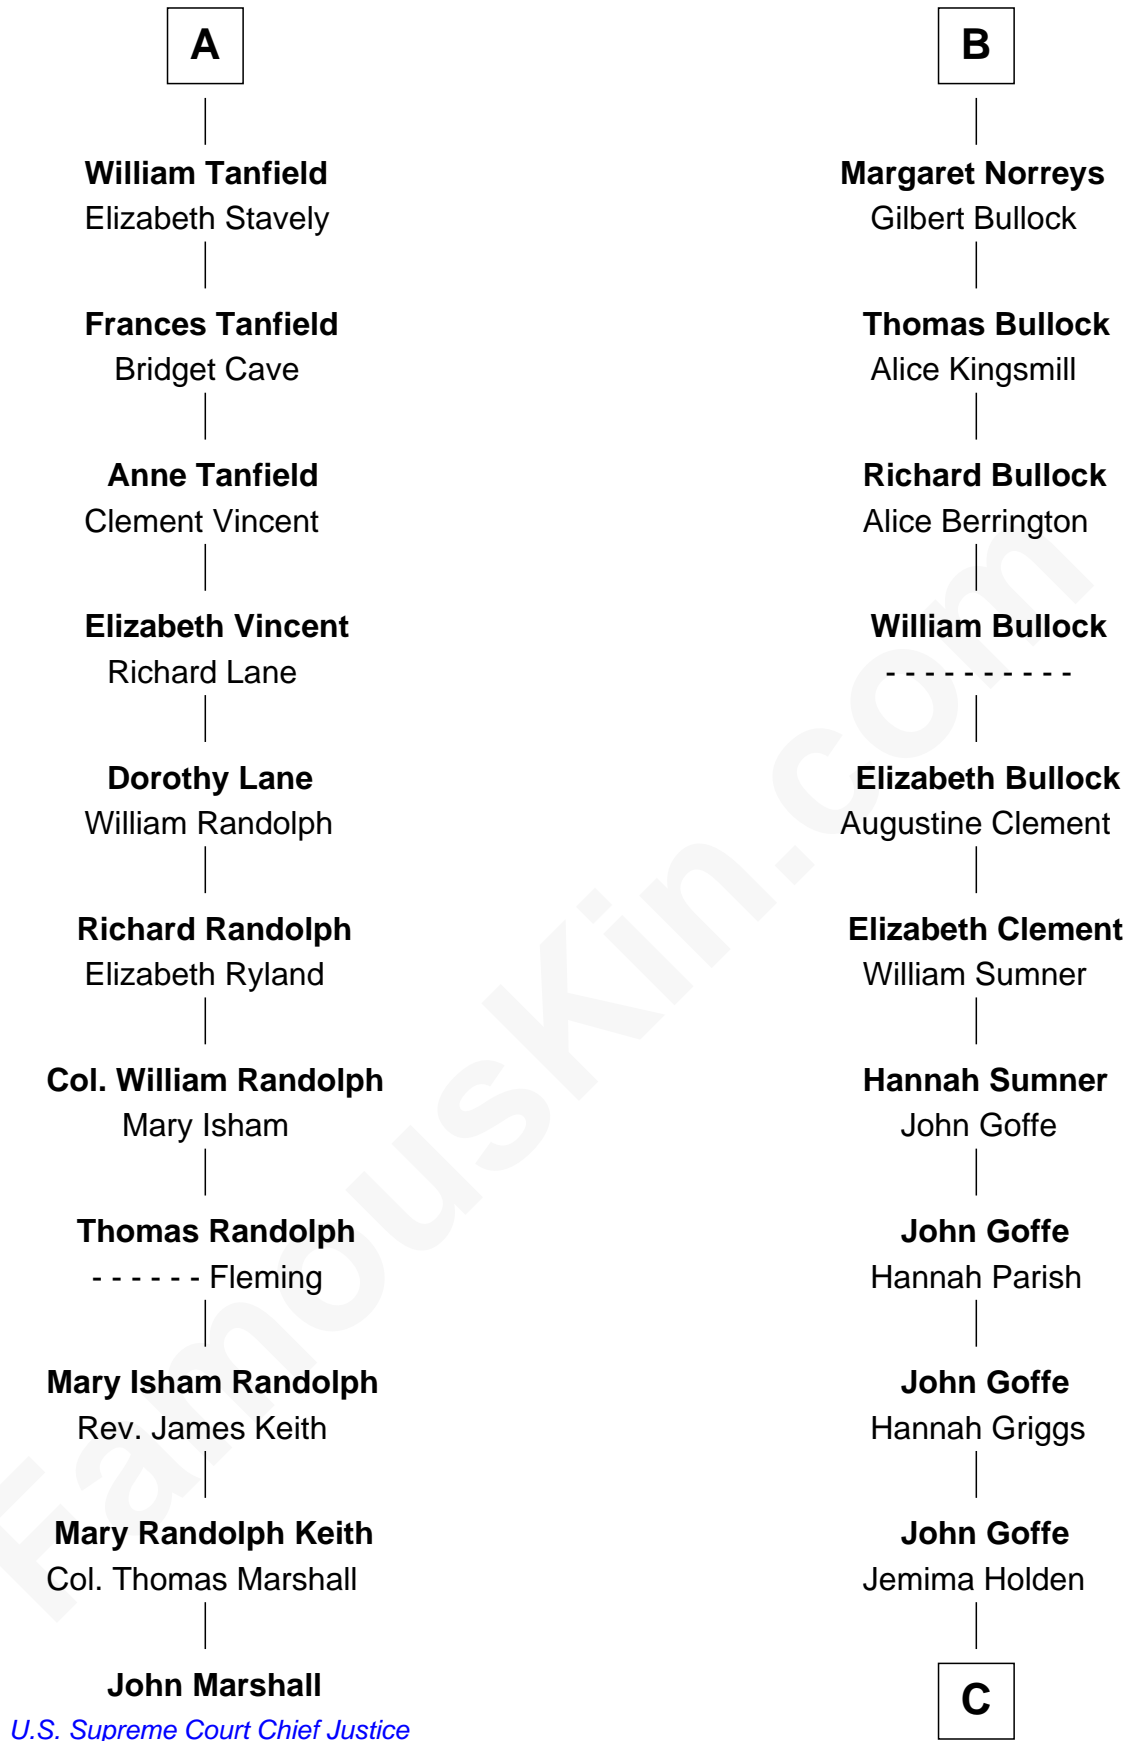 A
William Tanfield
Elizabeth Stavely
Frances Tanfield
Bridget Cave
Anne Tanfield
Clement Vincent
Elizabeth Vincent
Richard Lane
Dorothy Lane
William Randolph
Richard Randolph
Elizabeth Ryland
Col. William Randolph
Mary Isham
Thomas Randolph
- - - - - - Fleming
Mary Isham Randolph
Rev. James Keith
Mary Randolph Keith
Col. Thomas Marshall
John Marshall
U.S. Supreme Court Chief Justice
B
Margaret Norreys
Gilbert Bullock
Thomas Bullock
Alice Kingsmill
Richard Bullock
Alice Berrington
William Bullock
- - - - - - - - - -
Elizabeth Bullock
Augustine Clement
Elizabeth Clement
William Sumner
Hannah Sumner
John Goffe
John Goffe
Hannah Parish
John Goffe
Hannah Griggs
John Goffe
Jemima Holden
C
FamousKin.com